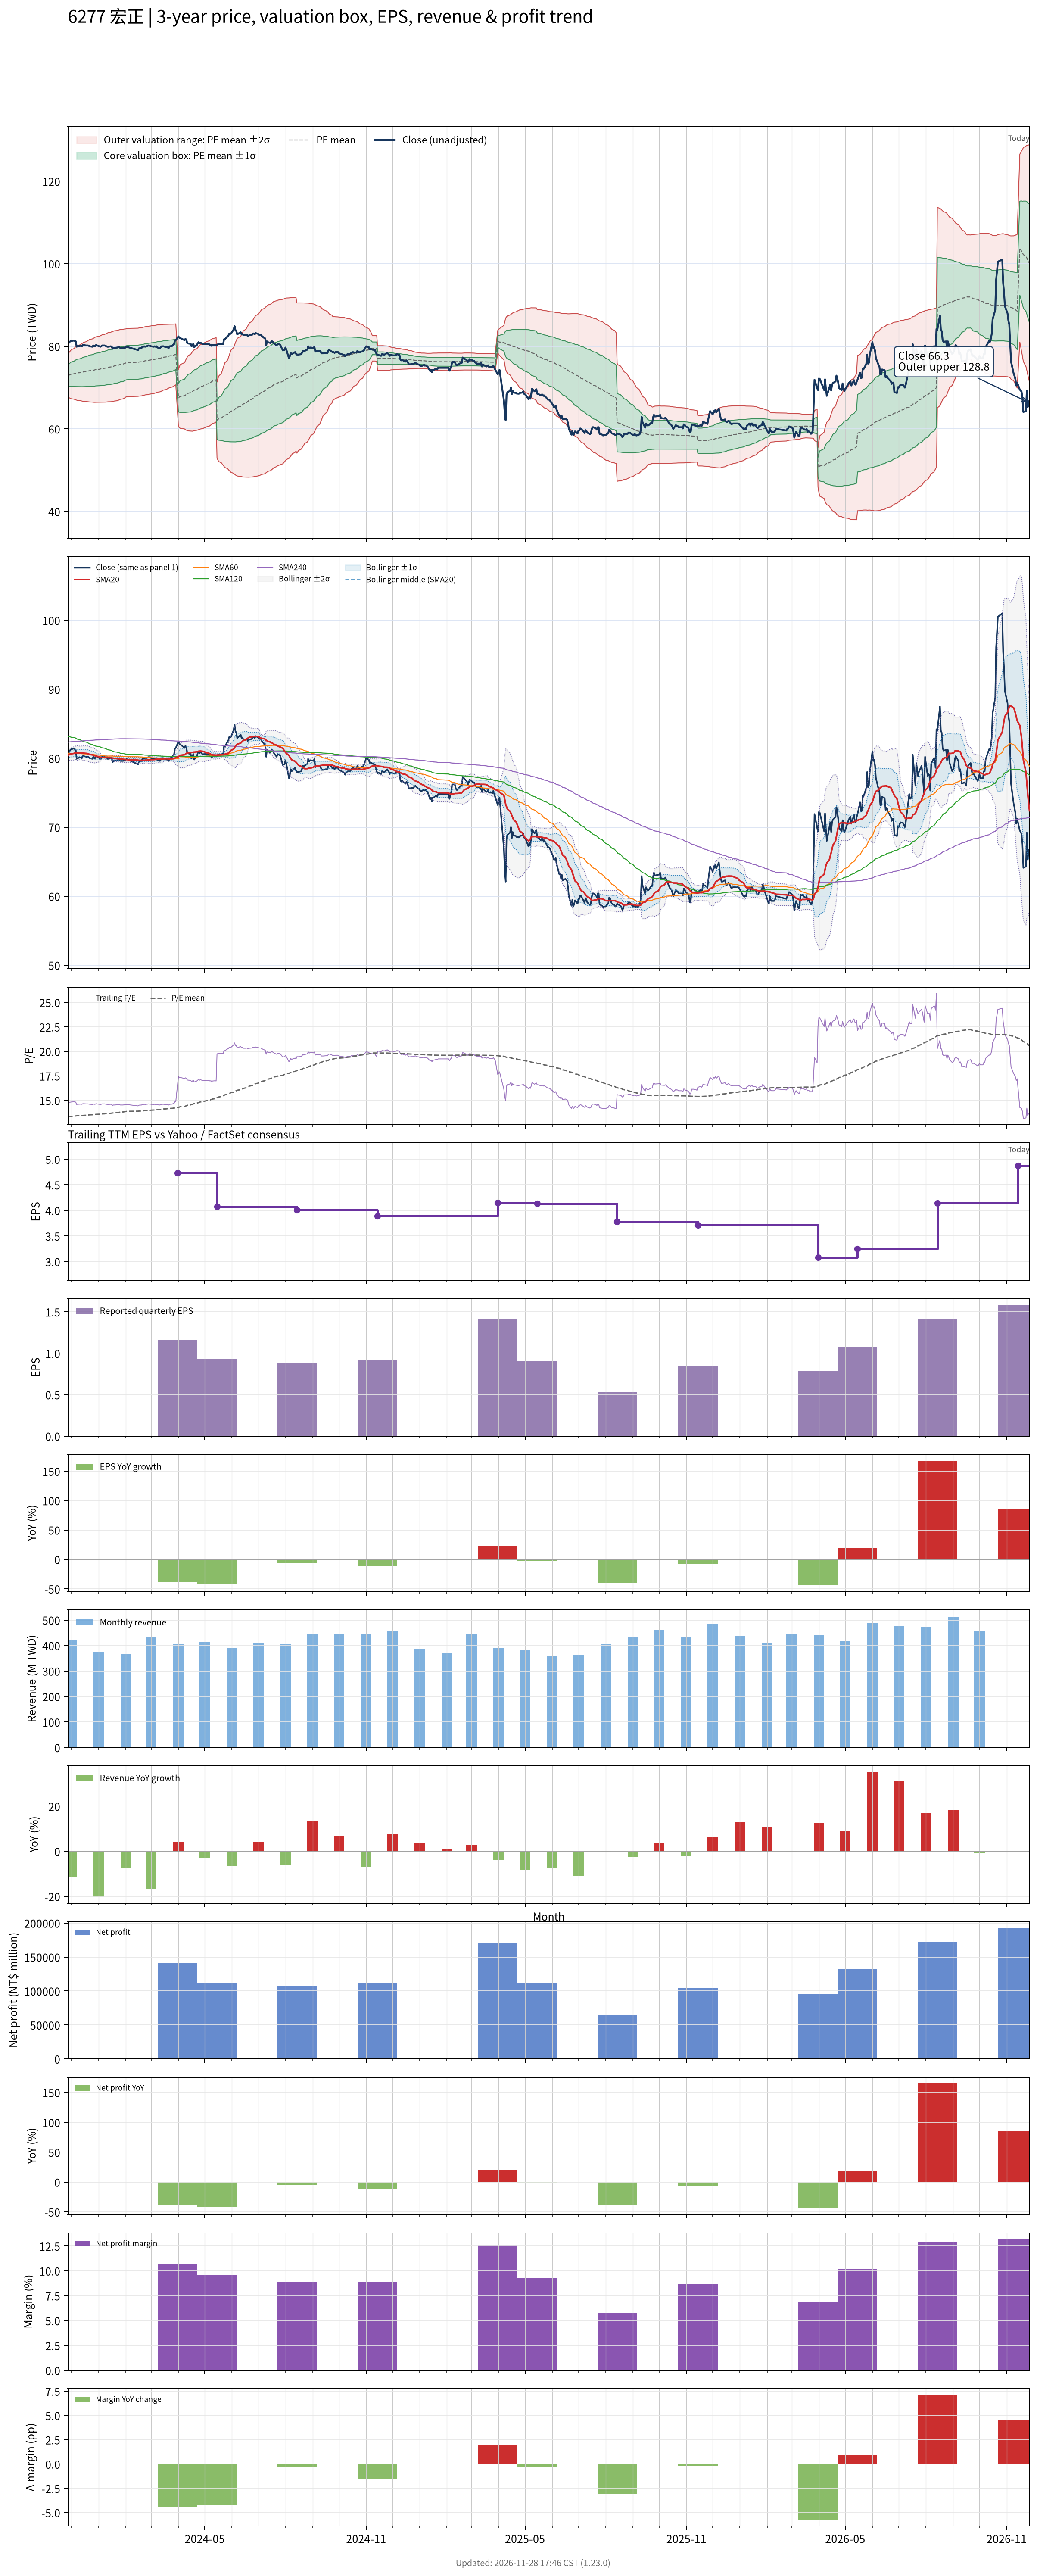 6277 宏正 | 3-year price, valuation box, EPS, revenue & profit trend
Outer valuation range: PE mean ±2σ
Core valuation box: PE mean ±1σ
PE mean
Close (unadjusted)
Today
Price (TWD)
120
100
80
60
40
Close 66.3
Outer upper 128.8
Close (same as panel 1)
SMA20
SMA60
SMA120
SMA240
Bollinger ±2σ
Bollinger ±1σ
Bollinger middle (SMA20)
Price
100
90
80
70
60
50
Trailing P/E
P/E mean
P/E
25.0
22.5
20.0
17.5
15.0
Trailing TTM EPS vs Yahoo / FactSet consensus
Today
EPS
5.0
4.5
4.0
3.5
3.0
Reported quarterly EPS
EPS
1.5
1.0
0.5
0.0
EPS YoY growth
YoY (%)
150
100
50
0
-50
Monthly revenue
Revenue (M TWD)
500
400
300
200
100
0
Revenue YoY growth
YoY (%)
20
0
-20
Month
Net profit
Net profit (NT$ million)
200000
150000
100000
50000
0
Net profit YoY
YoY (%)
150
100
50
0
-50
Net profit margin
Margin (%)
12.5
10.0
7.5
5.0
2.5
0.0
Margin YoY change
Δ margin (pp)
7.5
5.0
2.5
0.0
-2.5
-5.0
2024-05
2024-11
2025-05
2025-11
2026-05
2026-11
Updated: 2026-11-28 17:46 CST (1.23.0)